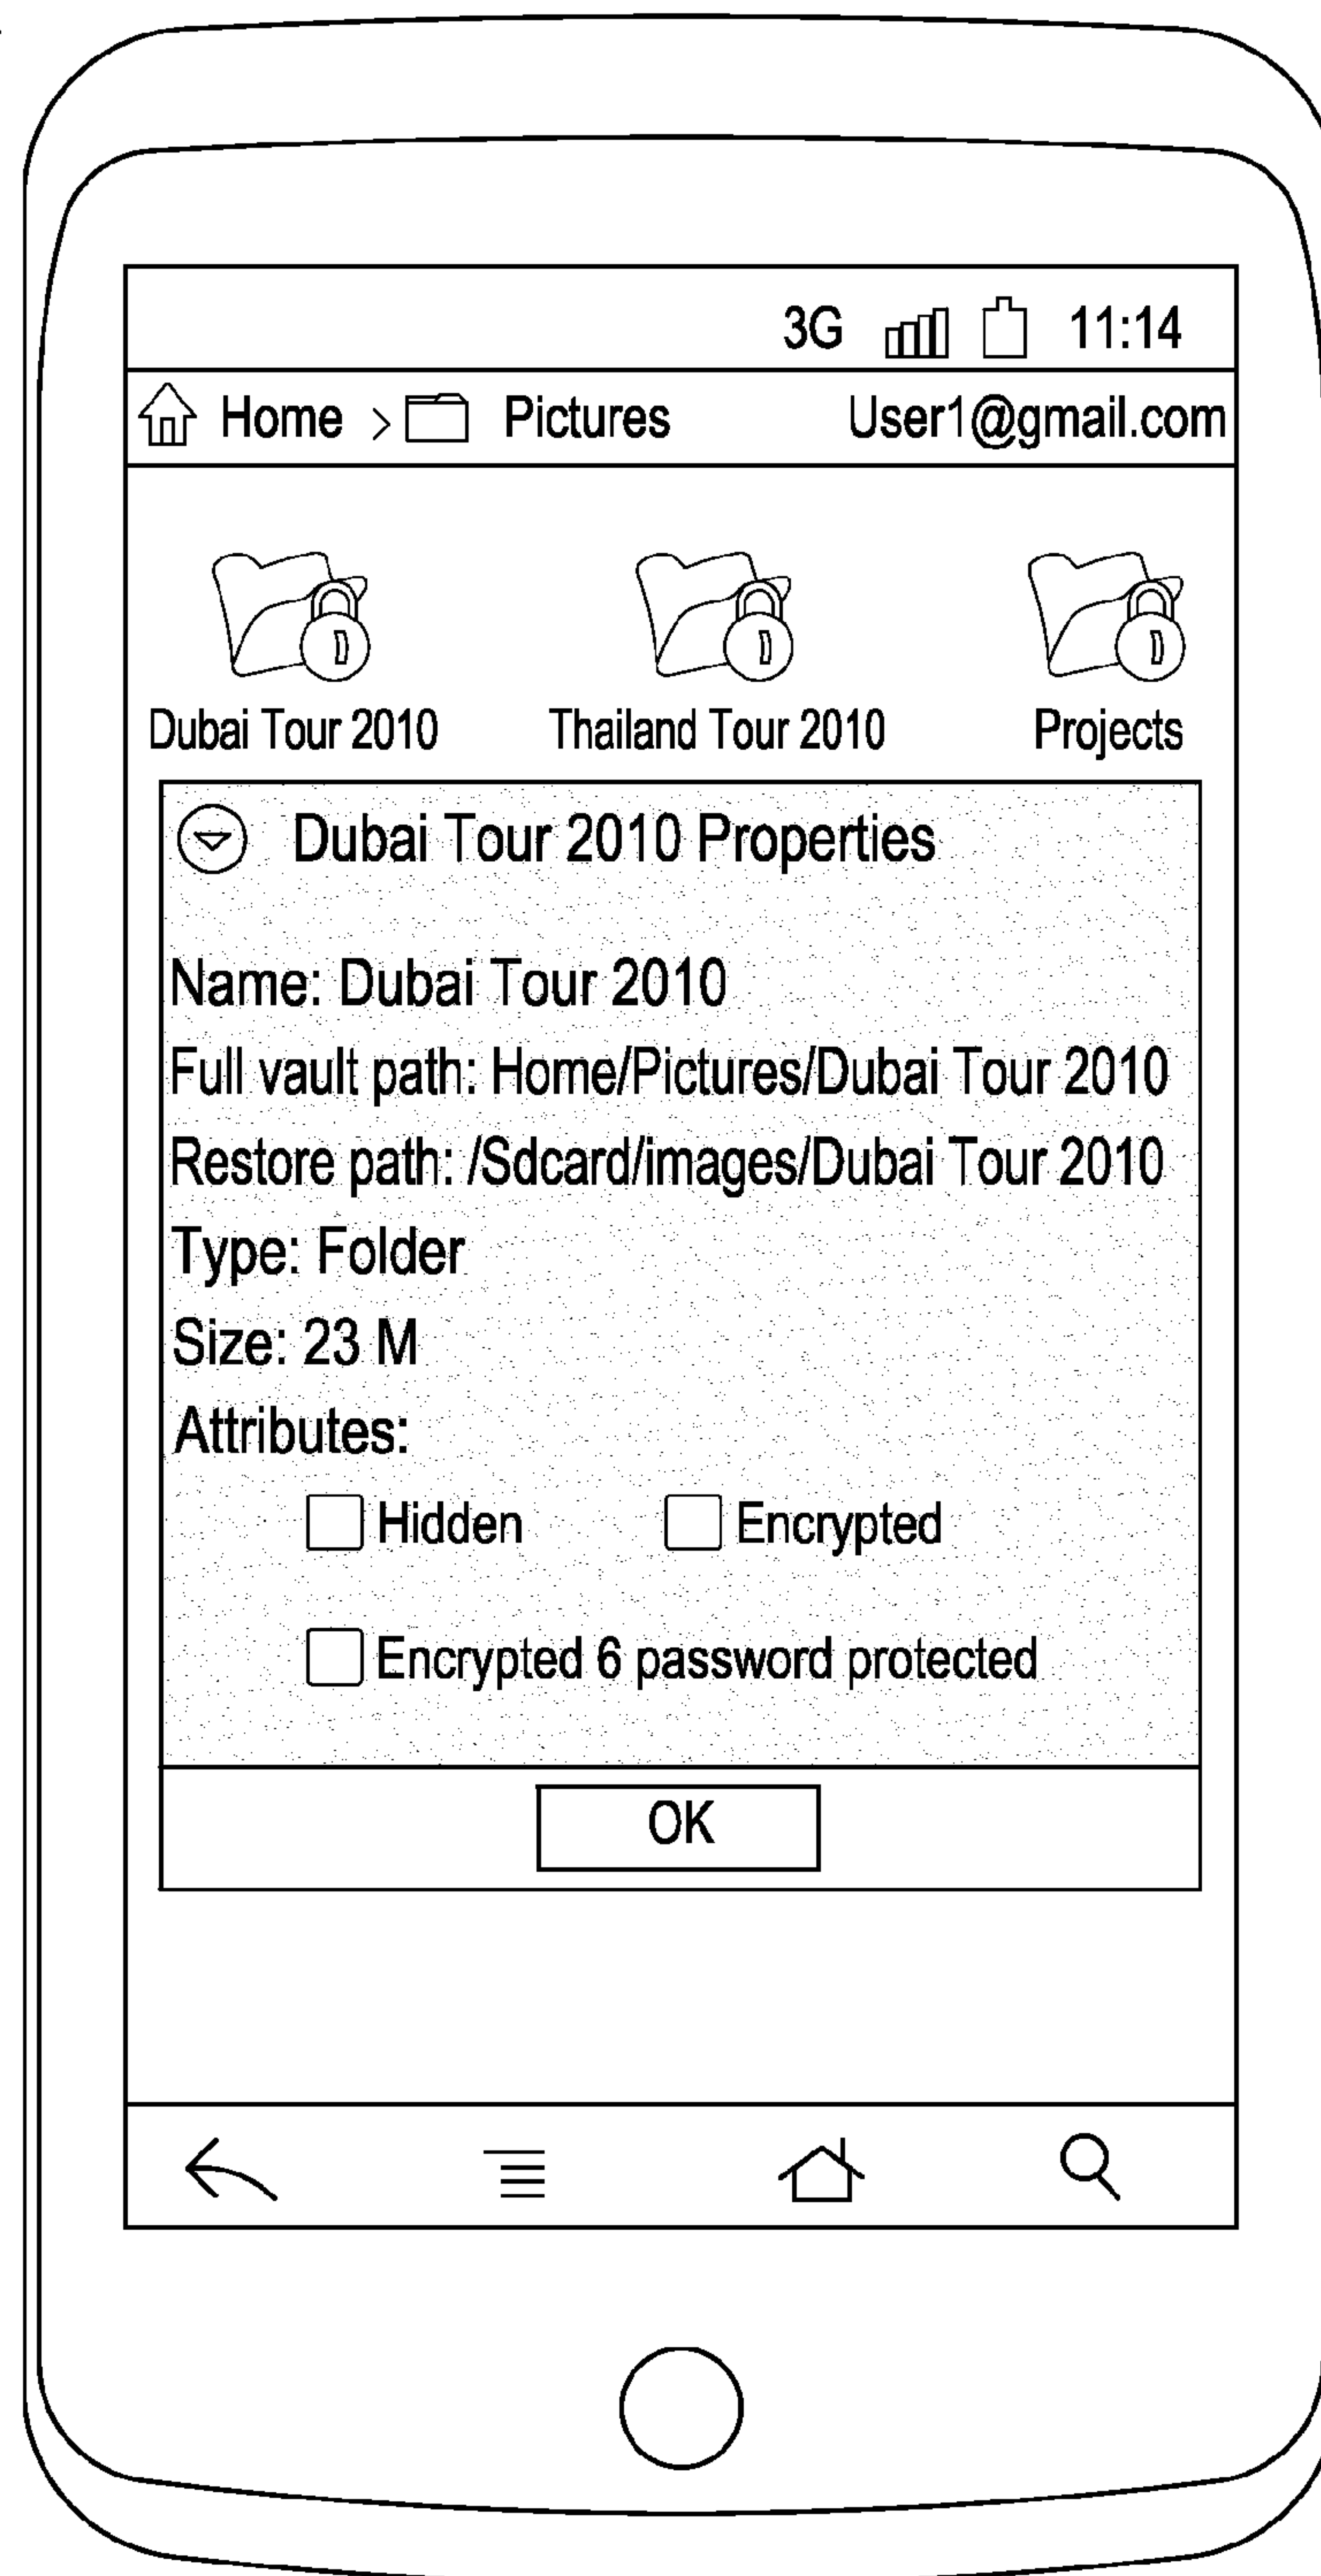 3G 11:14
Home > Pictures User1@gmail.com
Dubai Tour 2010 Thailand Tour 2010 Projects
Dubai Tour 2010 Properties
Name: Dubai Tour 2010
Full vault path: Home/Pictures/Dubai Tour 2010
Restore path: /Sdcard/images/Dubai Tour 2010
Type: Folder
Size: 23 M
Attributes:
Hidden Encrypted
Encrypted 6 password protected
OK